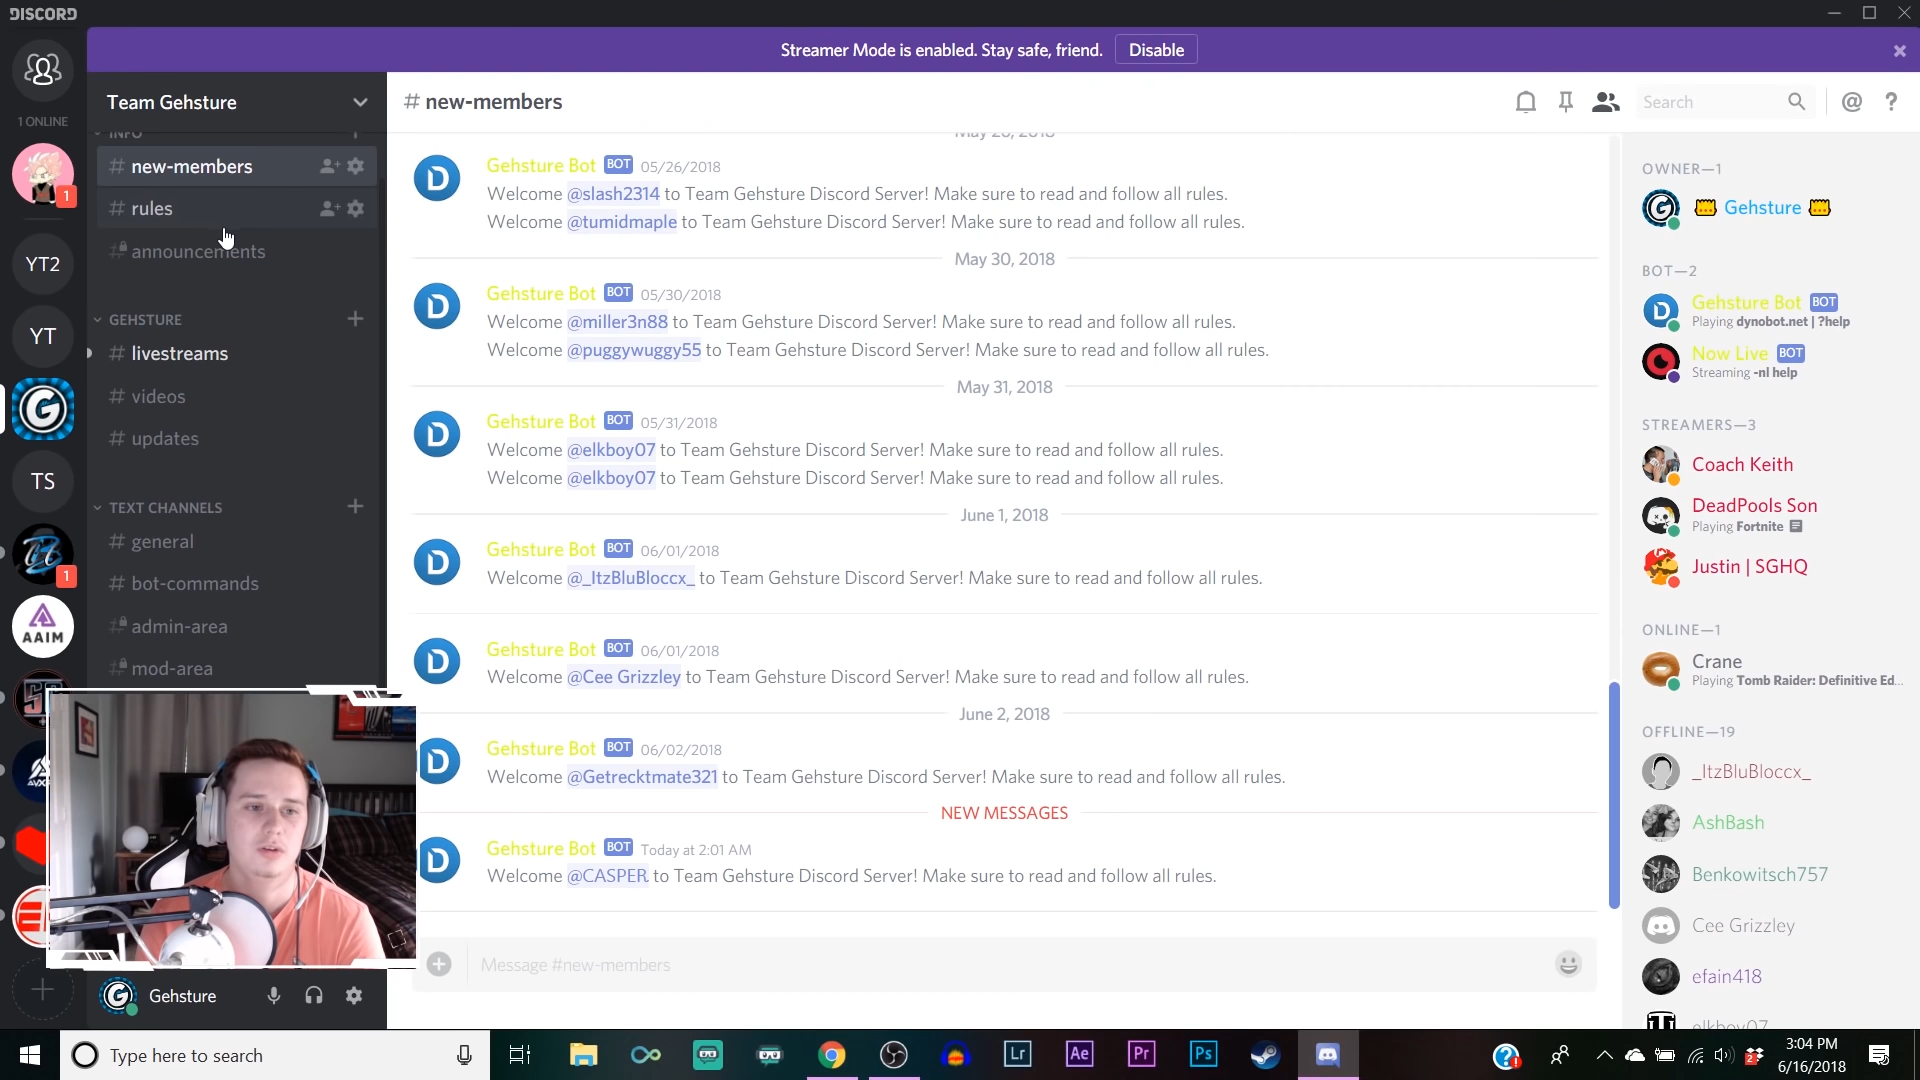 DISCORD
Streamer Mode is enabled. Stay safe, friend.
Disable
1 ONLINE
1
YT2
YT
TS
1
AAIM
Team Gehsture
INFO
# new-members
# rules
# announcements
GEHSTURE
# livestreams
# videos
# updates
TEXT CHANNELS
# general
# bot-commands
# admin-area
# mod-area
Gehsture
# new-members
Search
Gehsture Bot BOT 05/26/2018
Welcome @slash2314 to Team Gehsture Discord Server! Make sure to read and follow all rules.
Welcome @tumidmaple to Team Gehsture Discord Server! Make sure to read and follow all rules.
May 30, 2018
Gehsture Bot BOT 05/30/2018
Welcome @miller3n88 to Team Gehsture Discord Server! Make sure to read and follow all rules.
Welcome @puggywuggy55 to Team Gehsture Discord Server! Make sure to read and follow all rules.
May 31, 2018
Gehsture Bot BOT 05/31/2018
Welcome @elkboy07 to Team Gehsture Discord Server! Make sure to read and follow all rules.
Welcome @elkboy07 to Team Gehsture Discord Server! Make sure to read and follow all rules.
June 1, 2018
Gehsture Bot BOT 06/01/2018
Welcome @_ItzBluBloccx_ to Team Gehsture Discord Server! Make sure to read and follow all rules.
Gehsture Bot BOT 06/01/2018
Welcome @Cee Grizzley to Team Gehsture Discord Server! Make sure to read and follow all rules.
June 2, 2018
Gehsture Bot BOT 06/02/2018
Welcome @Getrecktmate321 to Team Gehsture Discord Server! Make sure to read and follow all rules.
NEW MESSAGES
Gehsture Bot BOT Today at 2:01 AM
Welcome @CASPER. to Team Gehsture Discord Server! Make sure to read and follow all rules.
Message #new-members
OWNER—1
Gehsture
BOT—2
Gehsture Bot BOT
Playing dynobot.net | ?help
Now Live BOT
Streaming -nl help
STREAMERS—3
Coach Keith
DeadPools Son
Playing Fortnite
Justin | SGHQ
ONLINE—1
Crane
Playing Tomb Raider: Definitive Ed...
OFFLINE—19
_ItzBluBloccx_
AshBash
Benkowitsch757
Cee Grizzley
efain418
elkboy07
Type here to search
Lr
Ae
Pr
Ps
2
3:04 PM
6/16/2018